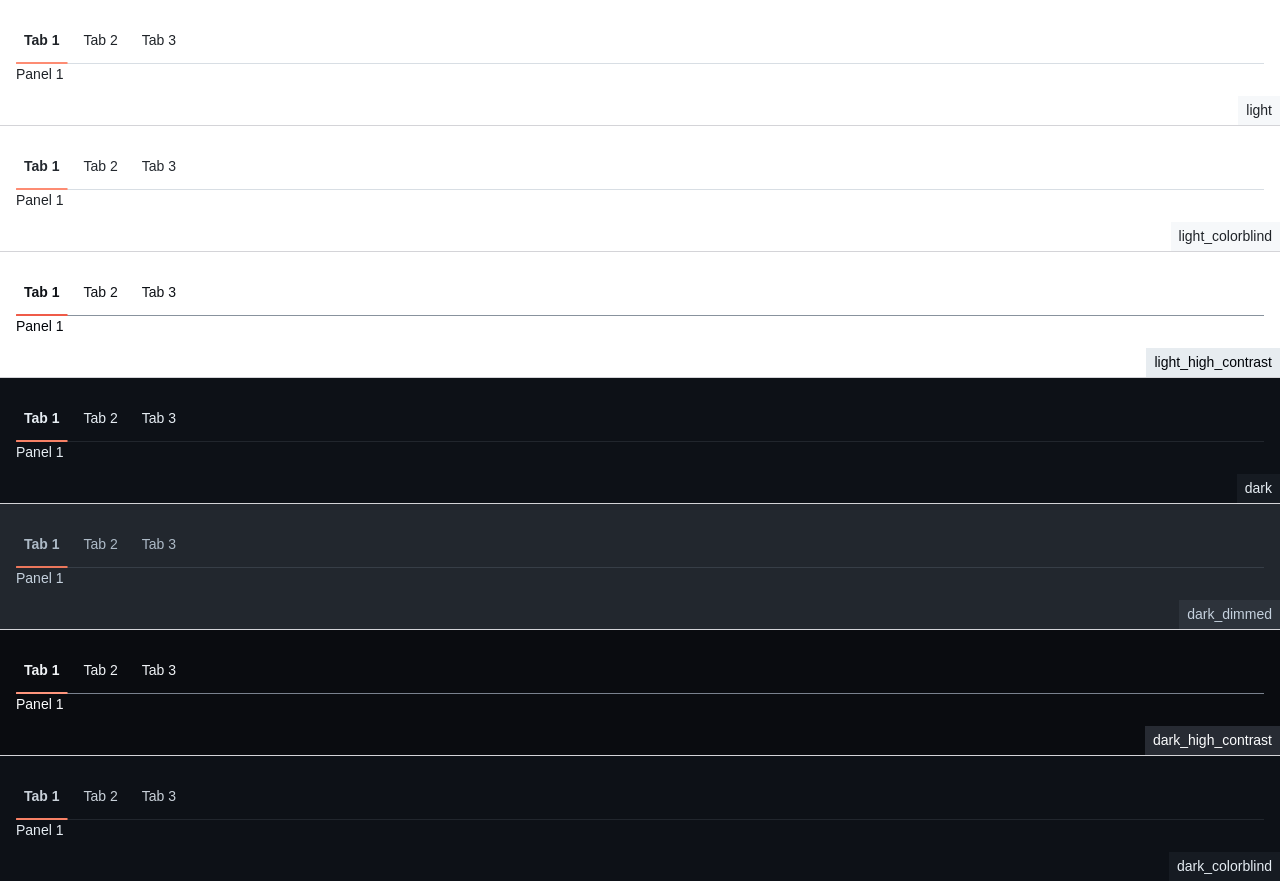 Tab 1 Tab 2 Tab 3
Panel 1
light
Tab 1 Tab 2 Tab 3
Panel 1
light_colorblind
Tab 1 Tab 2 Tab 3
Panel 1
light_high_contrast
Tab 1 Tab 2 Tab 3
Panel 1
dark
Tab 1 Tab 2 Tab 3
Panel 1
dark_dimmed
Tab 1 Tab 2 Tab 3
Panel 1
dark_high_contrast
Tab 1 Tab 2 Tab 3
Panel 1
dark_colorblind